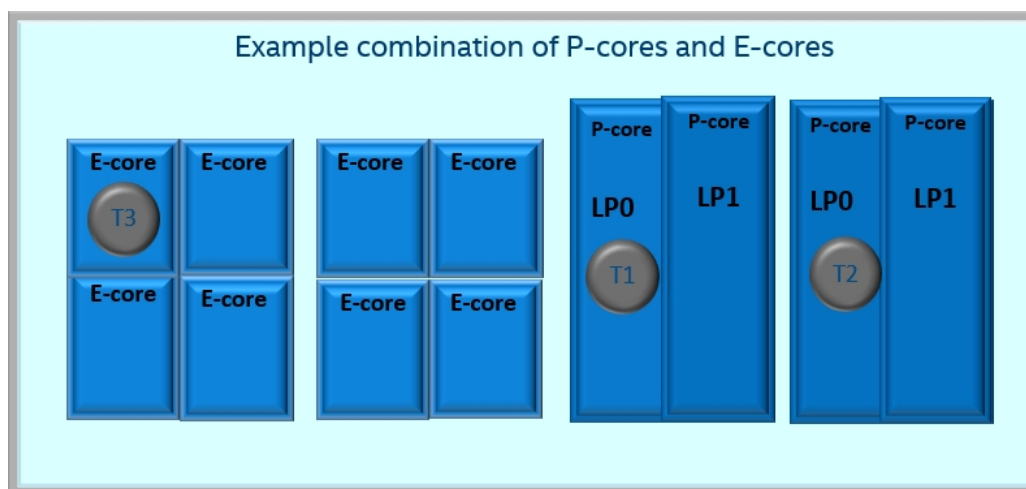 Example combination of P-cores and E-cores
E-core
E-core
T3
E-core
E-core
E-core
E-core
E-core
E-core
P-core
LP0
T1
P-core
LP1
P-core
LP0
T2
P-core
LP1